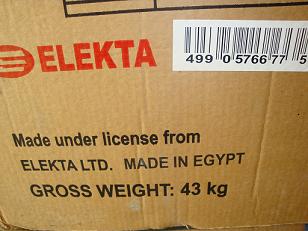 ELEKTA
499 0 5766 77 5
Made under license from
ELEKTA LTD. MADE IN EGYPT
GROSS WEIGHT: 43 kg